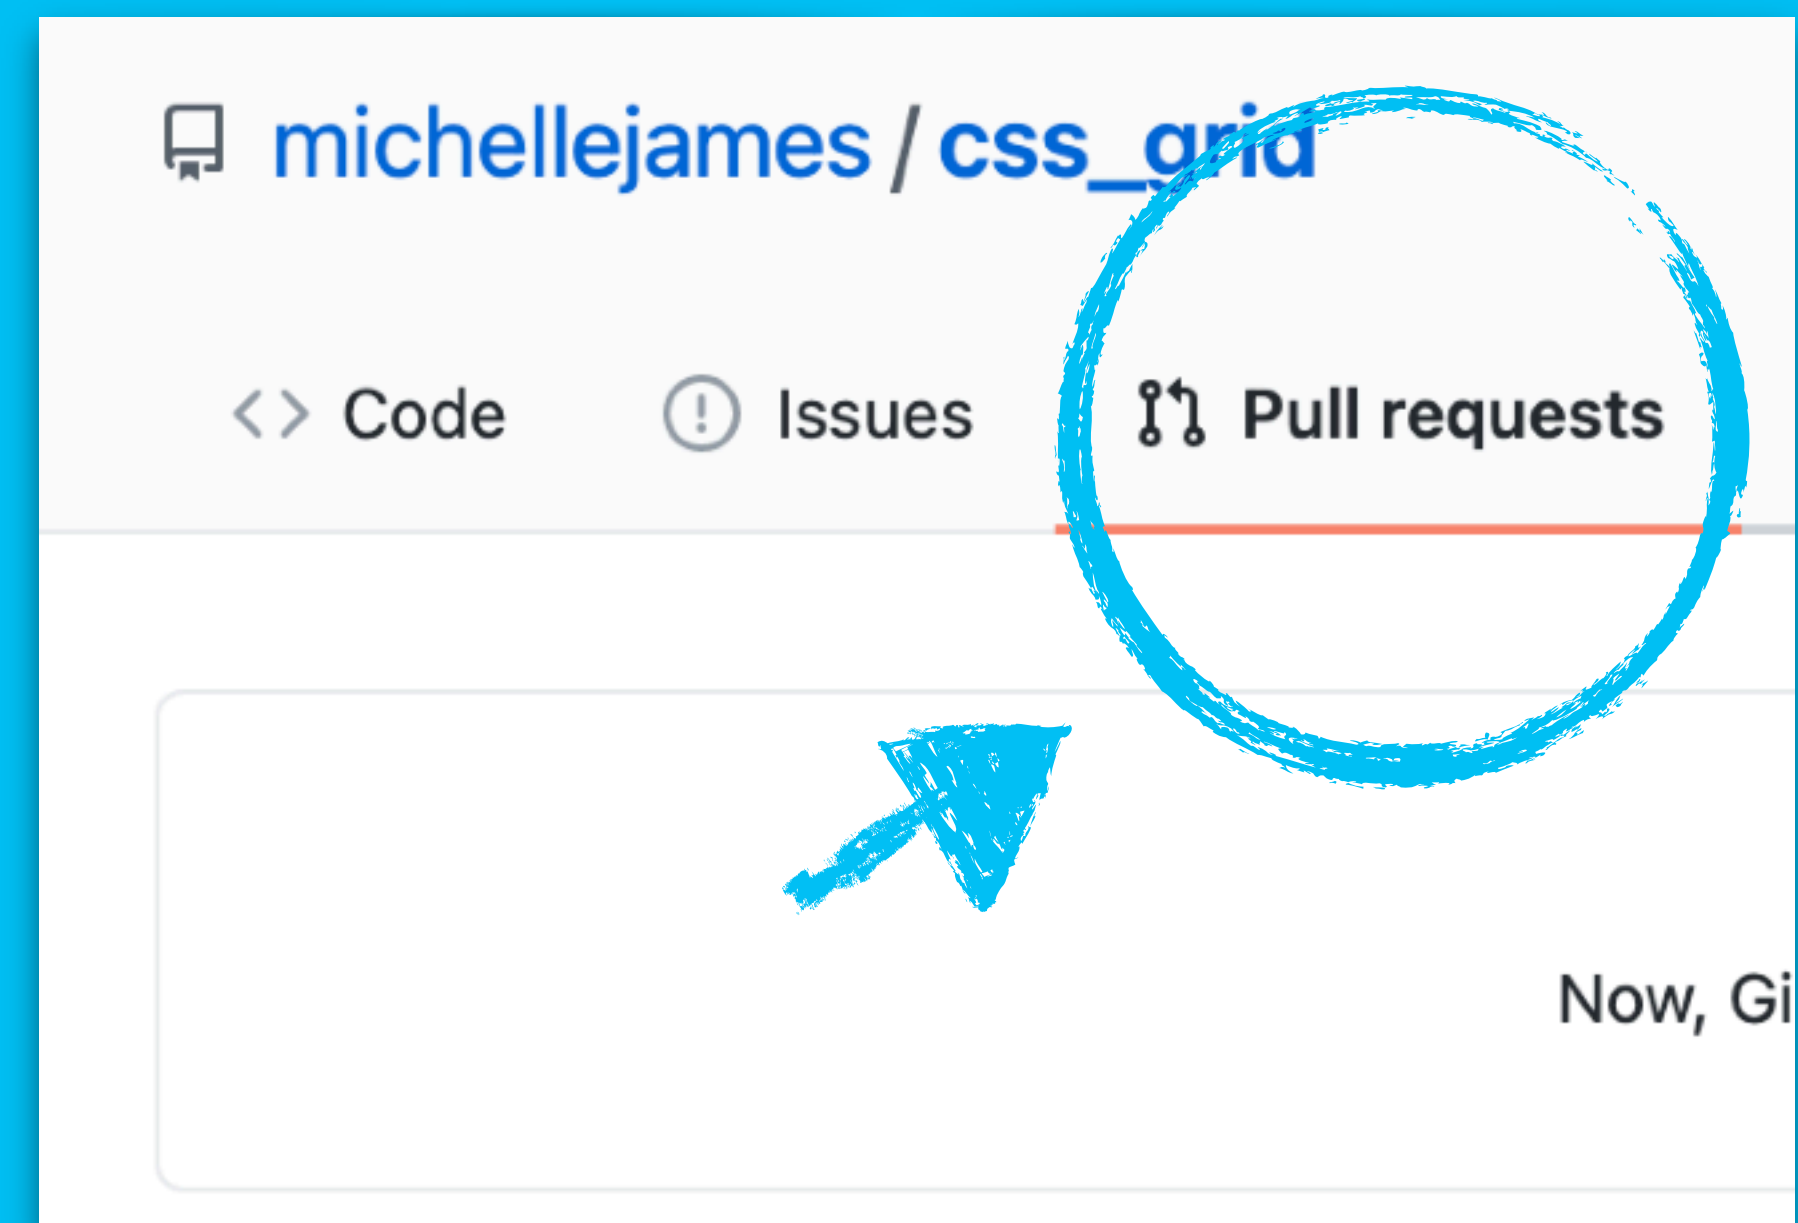 michellejames / css_grid
Code Issues Pull requests
Now, Gi